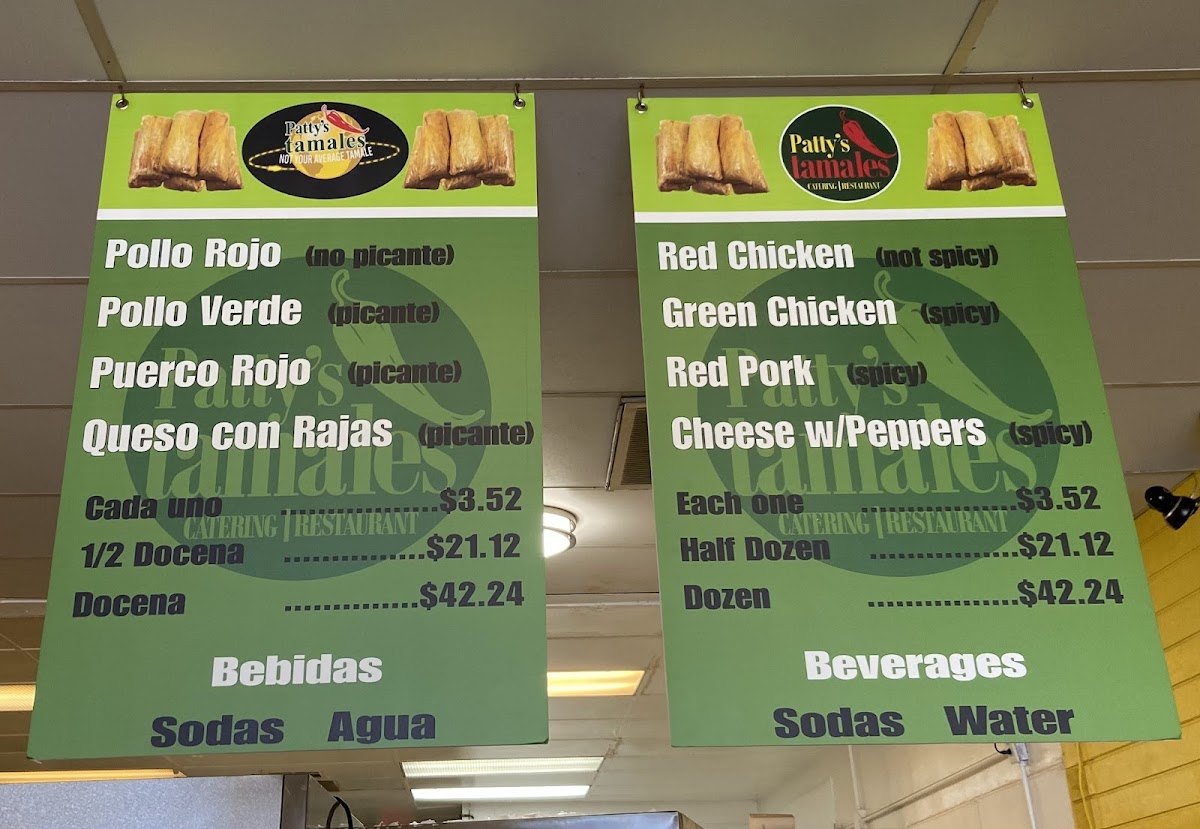 Patty's
tamales
NOT YOUR AVERAGE TAMALE
Pollo Rojo (no picante)
Pollo Verde (picante)
Puerco Rojo (picante)
Queso con Rajas (picante)
Patty's
tamales
CATERING | RESTAURANT
Cada uno ..................$3.52
1/2 Docena ...............$21.12
Docena ..............$42.24
Bebidas
Sodas Agua
Patty's
tamales
CATERING | RESTAURANT
Red Chicken (not spicy)
Green Chicken (spicy)
Red Pork (spicy)
Cheese w/Peppers (spicy)
Patty's
tamales
CATERING | RESTAURANT
Each one ..................$3.52
Half Dozen ................$21.12
Dozen ................$42.24
Beverages
Sodas Water